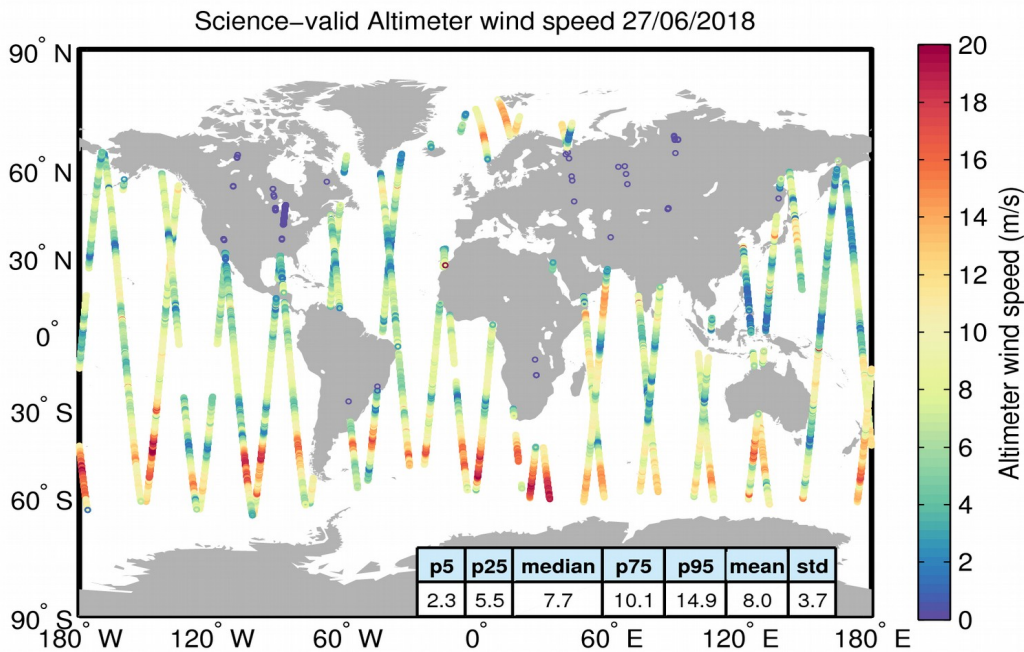 Science−valid Altimeter wind speed 27/06/2018
90° N
60° N
30° N
0°
30° S
60° S
90° S
180° W
120° W
60° W
0°
60° E
120° E
180° E
p5 p25 median p75 p95 mean std
2.3 5.5 7.7 10.1 14.9 8.0 3.7
20
18
16
14
12
10
8
6
4
2
0
Altimeter wind speed (m/s)